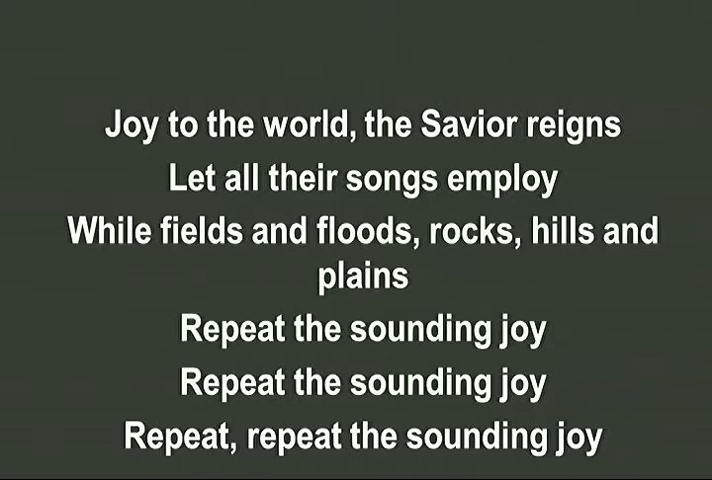 Joy to the world, the Savior reigns
Let all their songs employ
While fields and floods, rocks, hills and
plains
Repeat the sounding joy
Repeat the sounding joy
Repeat, repeat the sounding joy